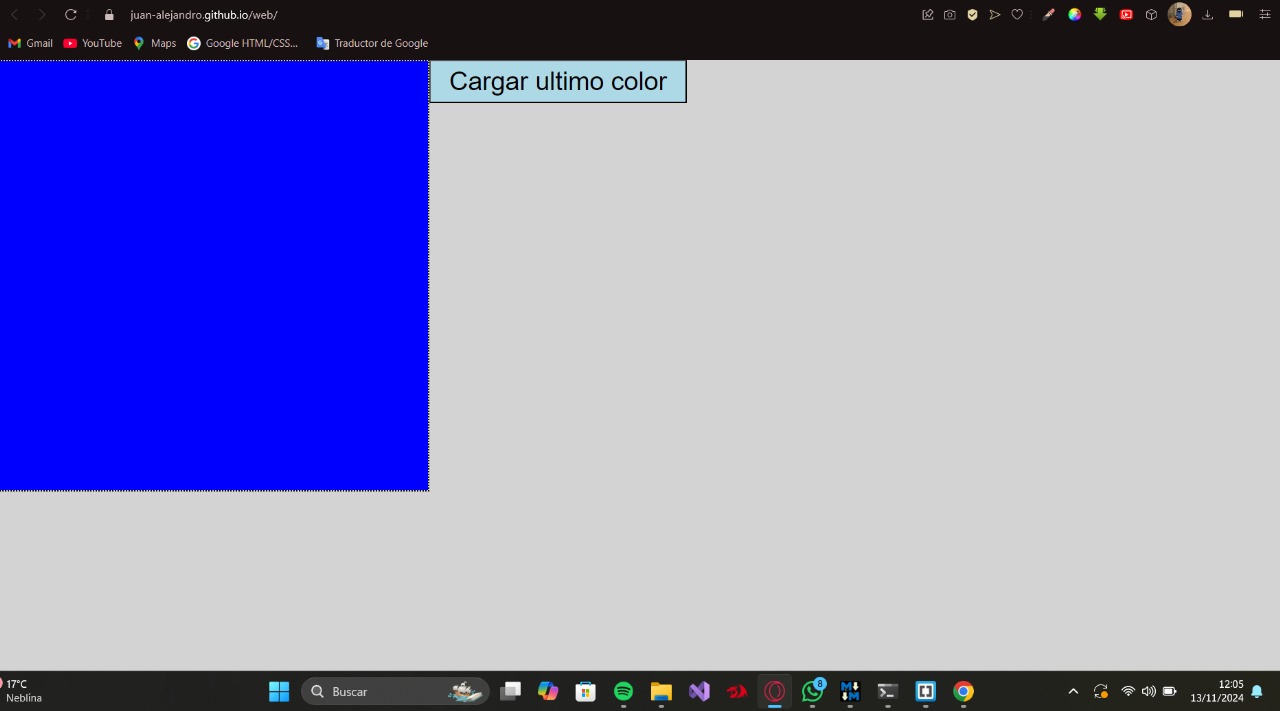 juan-alejandro.github.io/web/
Gmail YouTube Maps Google HTML/CSS... Traductor de Google
Cargar ultimo color
17°C
Neblina
Buscar
8
12:05
13/11/2024